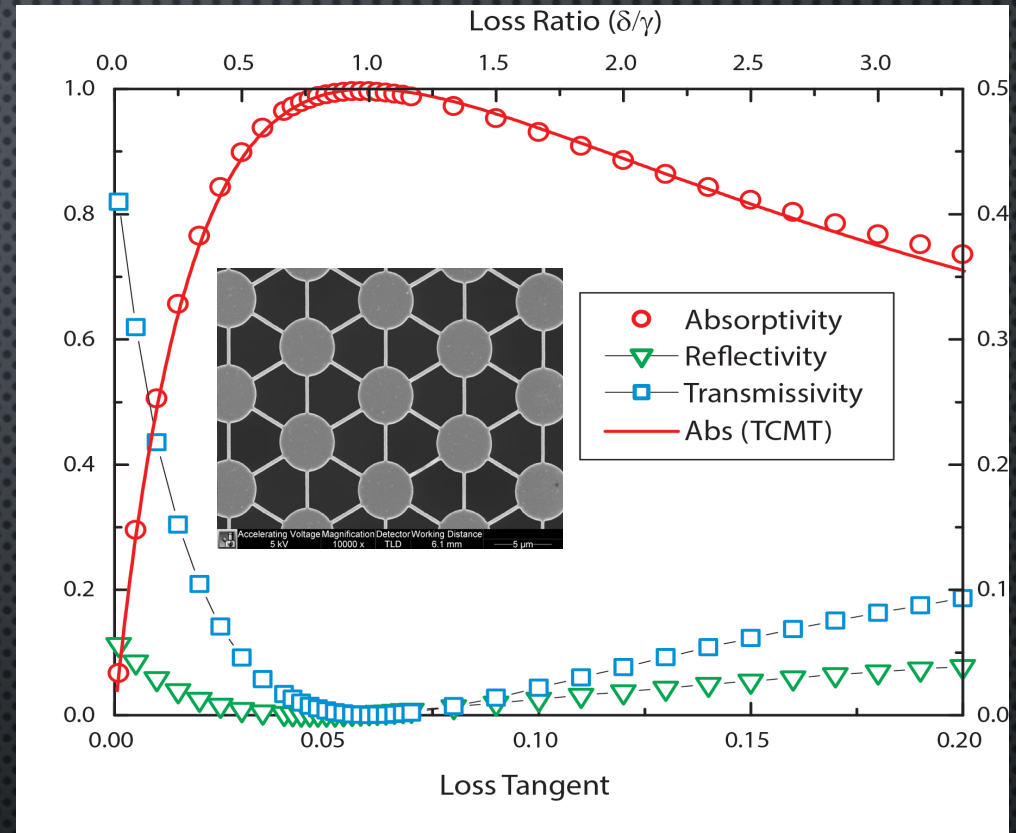 Loss Ratio (δ/γ)
0.0 0.5 1.0 1.5 2.0 2.5 3.0
1.0 0.5
0.8 0.4
0.6 0.3
0.4 0.2
0.2 0.1
0.0 0.0
Absorptivity
Reflectivity
Transmissivity
Abs (TCMT)
Accelerating Voltage Magnification Detector Working Distance
5 kV 10000 x TLD 6.1 mm 5 µm
0.00 0.05 0.10 0.15 0.20
Loss Tangent